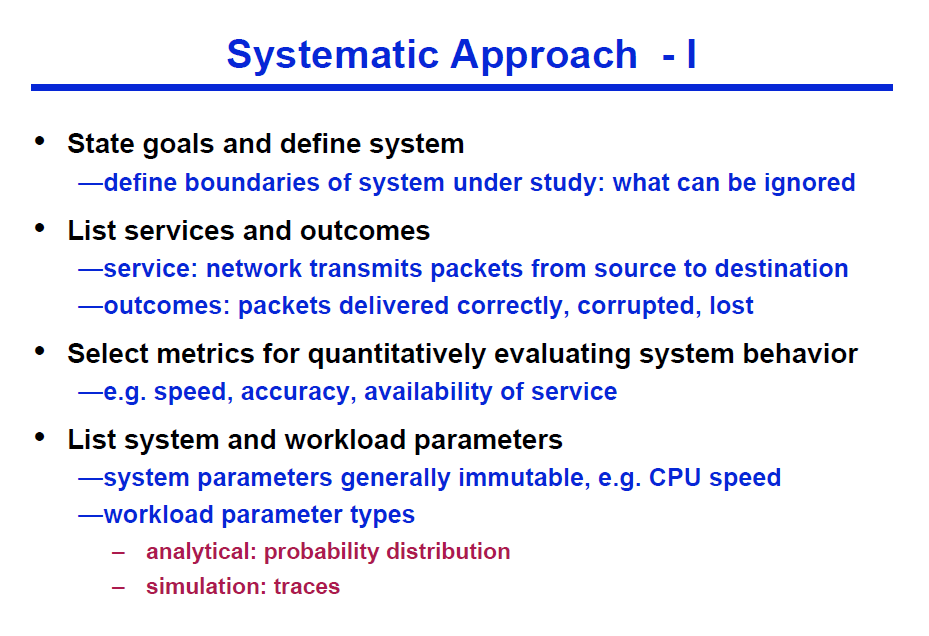 Systematic Approach - I
• State goals and define system
—define boundaries of system under study: what can be ignored
• List services and outcomes
—service: network transmits packets from source to destination
—outcomes: packets delivered correctly, corrupted, lost
• Select metrics for quantitatively evaluating system behavior
—e.g. speed, accuracy, availability of service
• List system and workload parameters
—system parameters generally immutable, e.g. CPU speed
—workload parameter types
– analytical: probability distribution
– simulation: traces